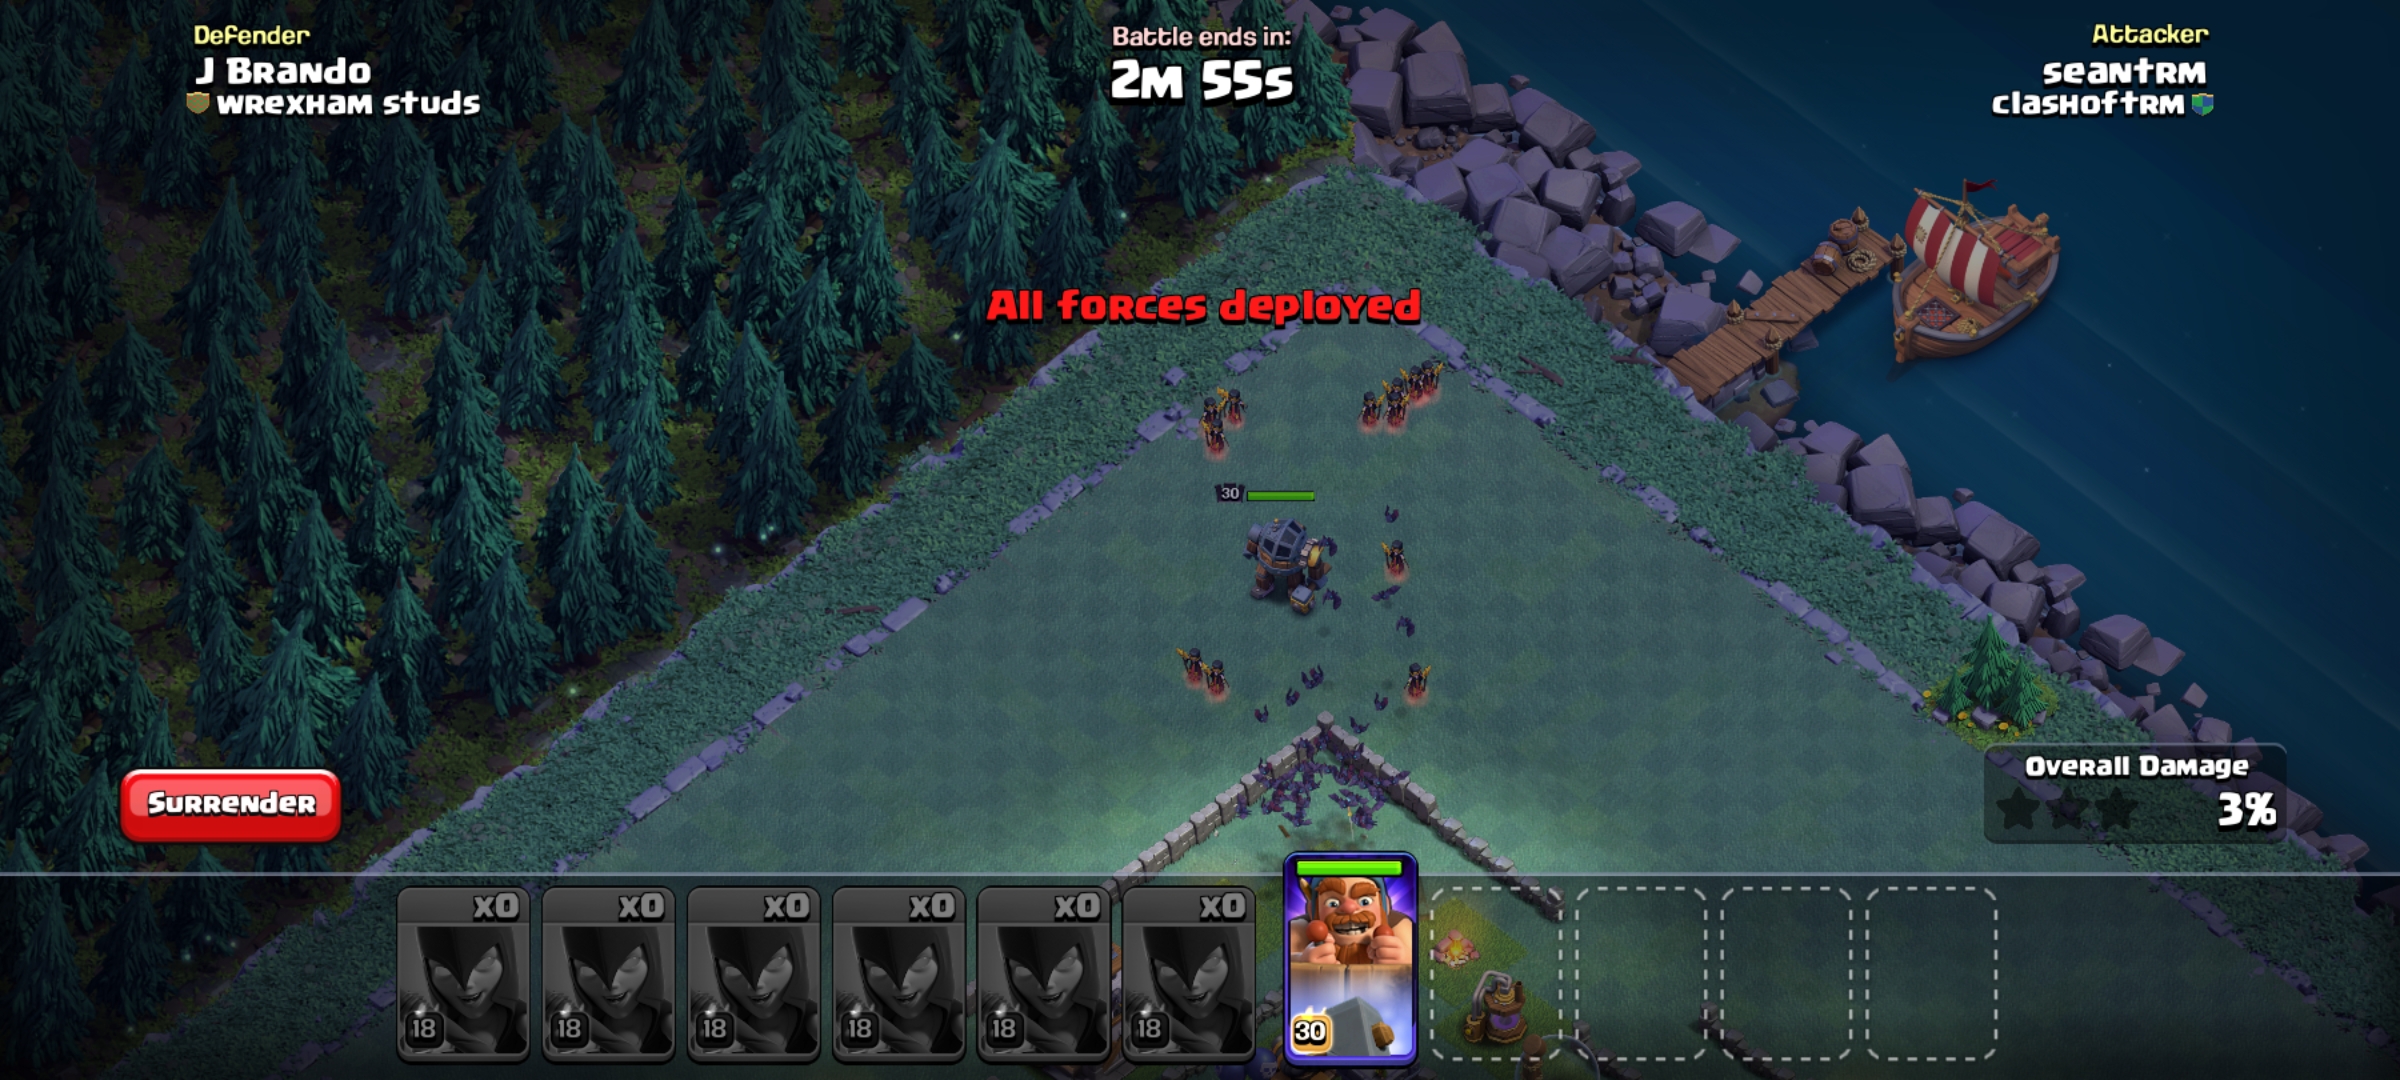 Defender
J Brando
wrexham studs
Battle ends in:
2m 55s
Attacker
seantrm
clashoftrm
All forces deployed
30
Surrender
Overall Damage
3%
x0
x0
x0
x0
x0
x0
18
18
18
18
18
18
30